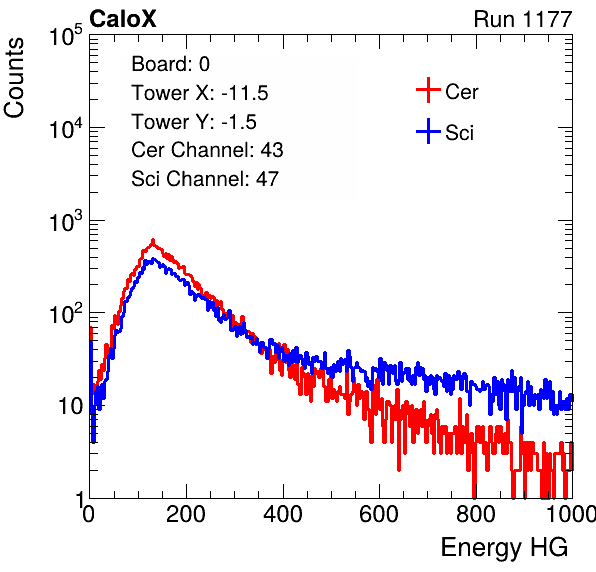 CaloX Run 1177
Counts
10^5
10^4
10^3
10^2
10
1
Board: 0
Tower X: -11.5
Tower Y: -1.5
Cer Channel: 43
Sci Channel: 47
Cer
Sci
0 200 400 600 800 1000
Energy HG